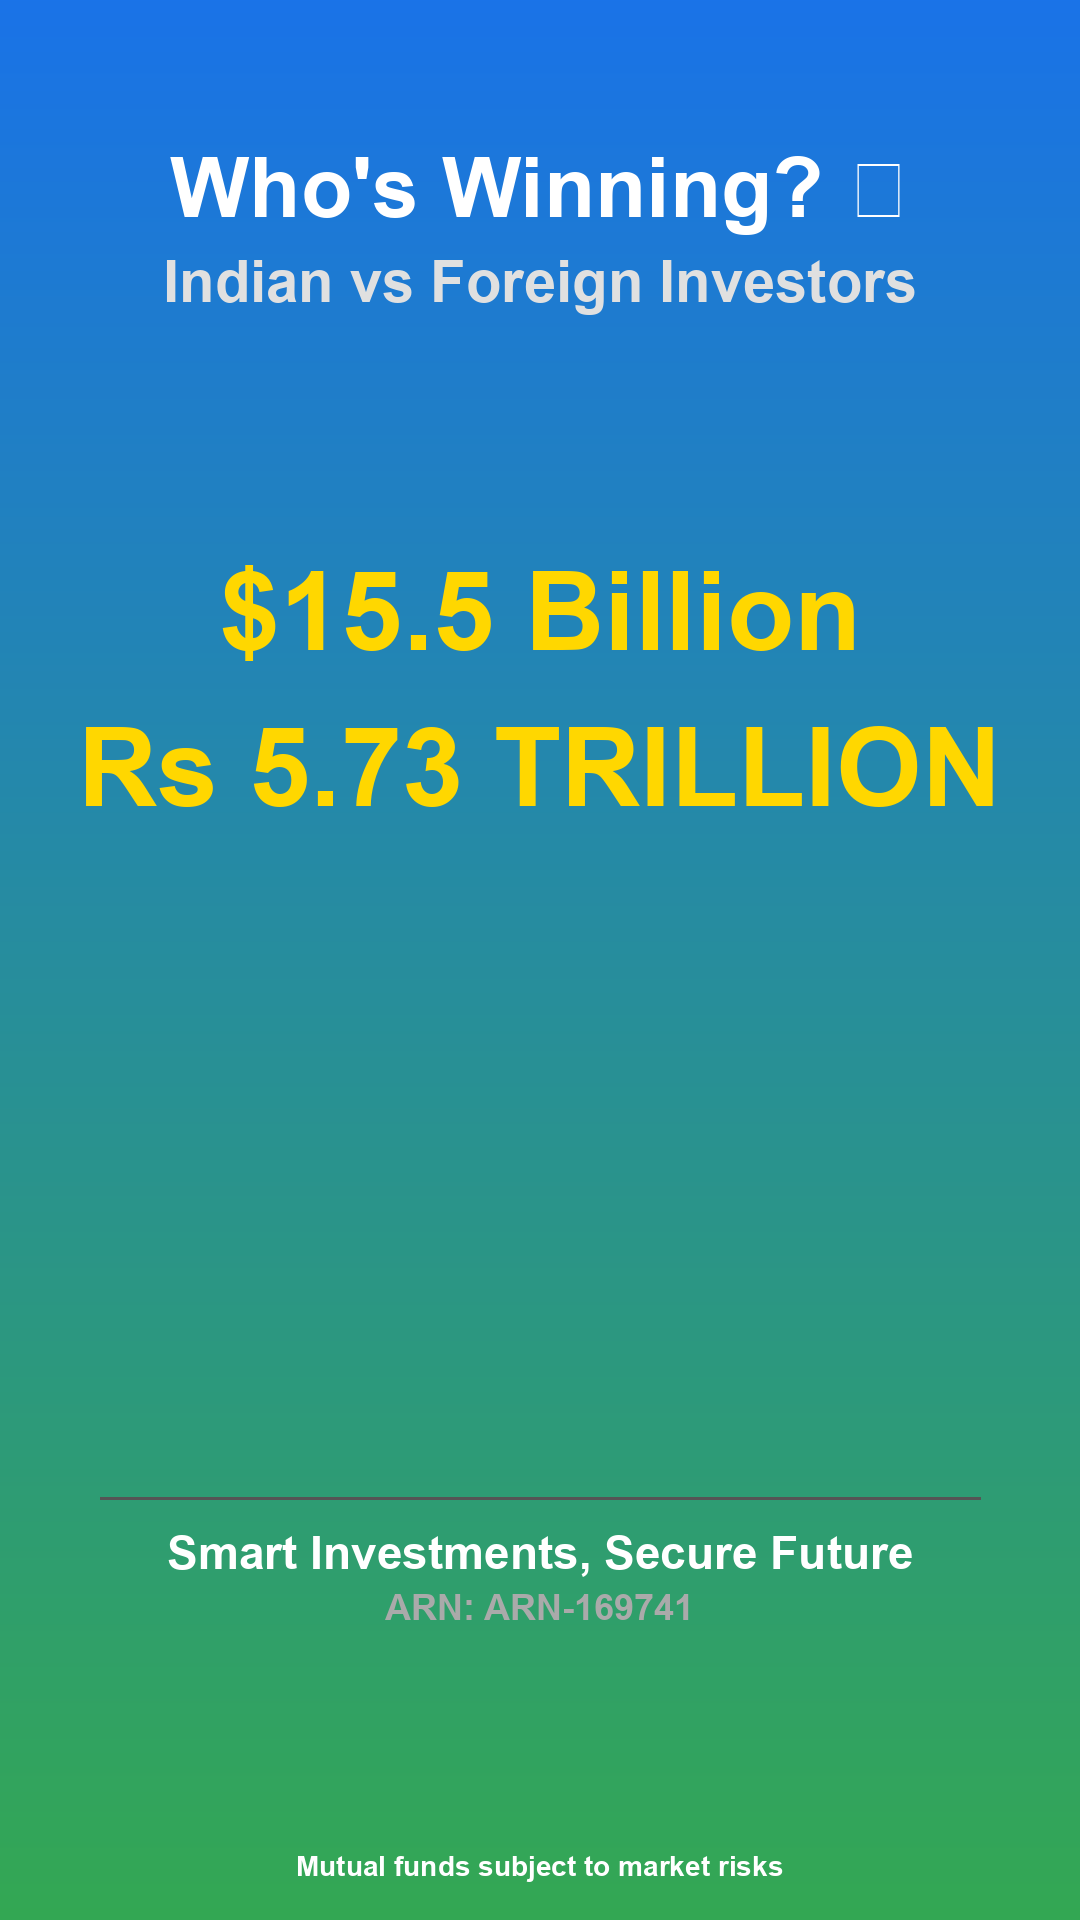 Who's Winning?
Indian vs Foreign Investors
$15.5 Billion
Rs 5.73 TRILLION
Smart Investments, Secure Future
ARN: ARN-169741
Mutual funds subject to market risks